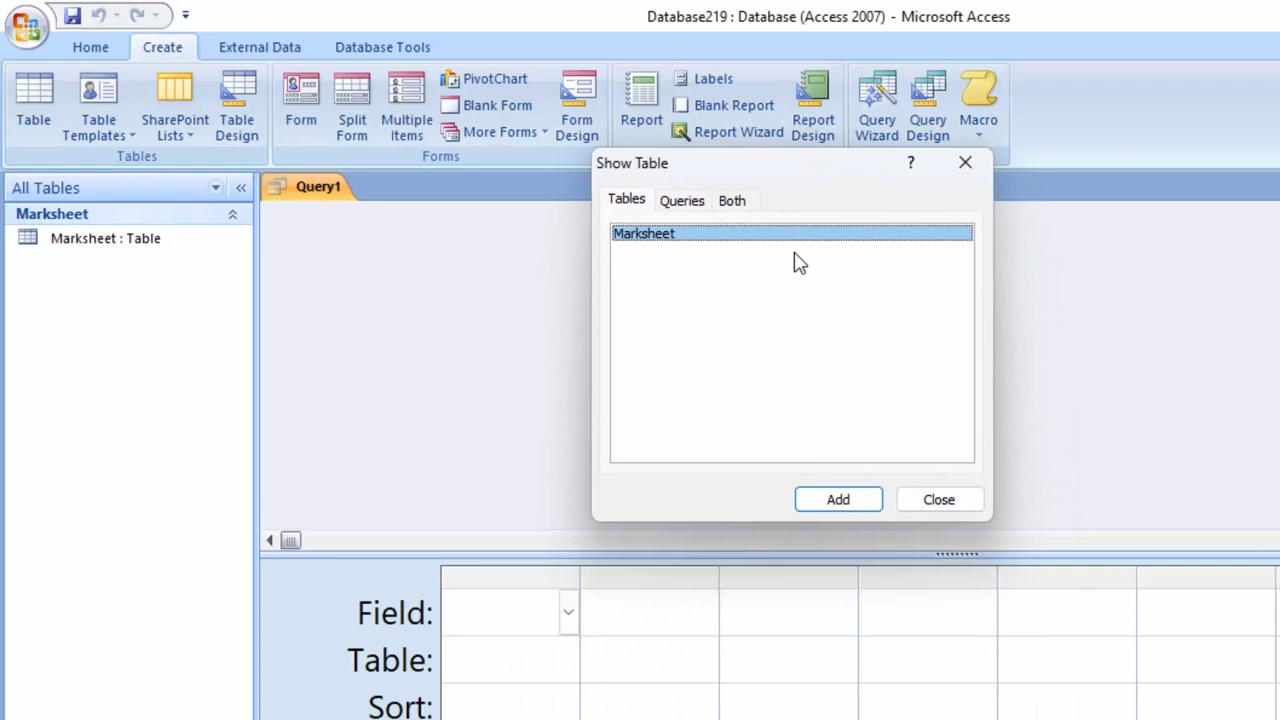 Database219 : Database (Access 2007) - Microsoft Access
Home Create External Data Database Tools
Table
Table Templates
SharePoint Lists
Table Design
Tables
Form
Split Form
Multiple Items
PivotChart
Blank Form
More Forms
Form Design
Forms
Report
Labels
Blank Report
Report Wizard
Report Design
Query Wizard
Query Design
Macro
All Tables
Marksheet
Marksheet : Table
Query1
Show Table
?
Tables Queries Both
Marksheet
Add Close
Field:
Table:
Sort: